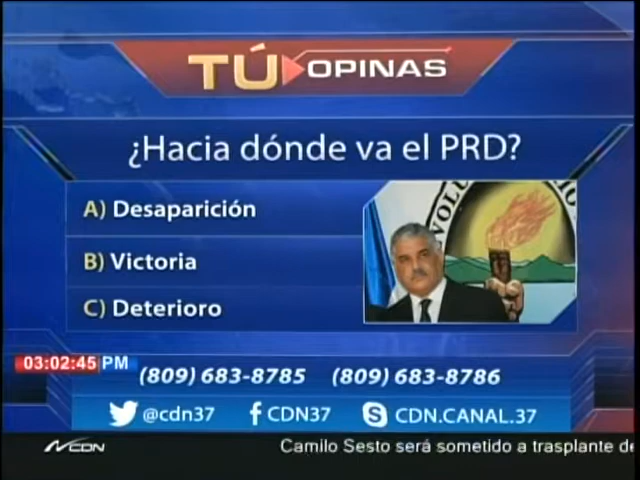 TÚ OPINAS
¿Hacia dónde va el PRD?
A) Desaparición
B) Victoria
C) Deterioro
VOLU
03:02:45 PM
(809) 683-8785 (809) 683-8786
@cdn37 CDN37 CDN.CANAL.37
CDN Camilo Sesto será sometido a trasplante de